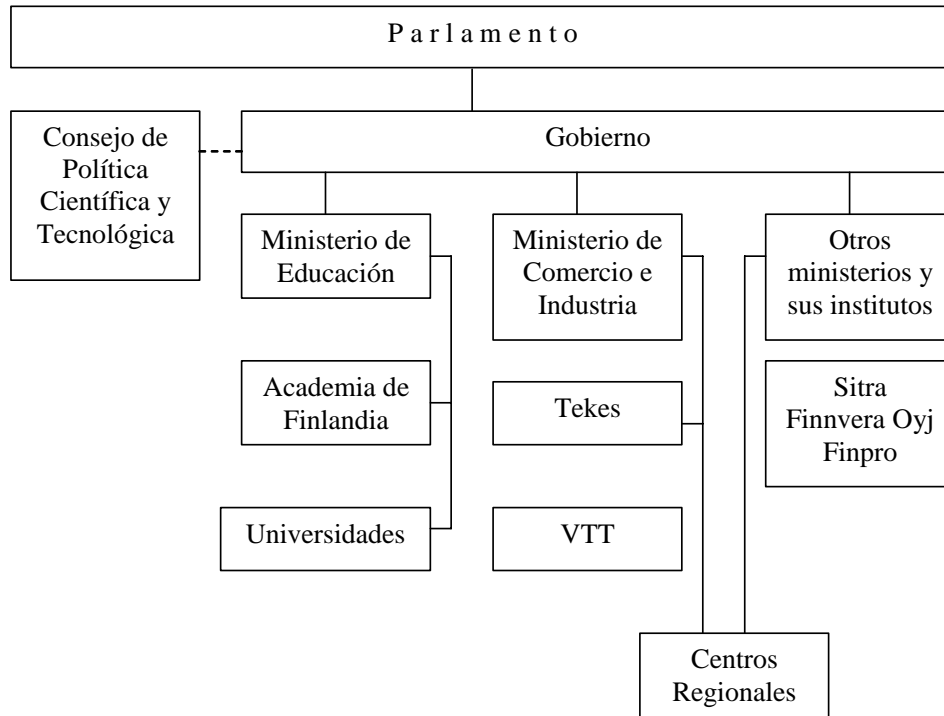 Parlamento
Consejo de
Política
Científica y
Tecnológica
Gobierno
Ministerio de
Educación
Ministerio de
Comercio e
Industria
Otros
ministerios y
sus institutos
Academia de
Finlandia
Tekes
Sitra
Finnvera Oyj
Finpro
Universidades
VTT
Centros
Regionales